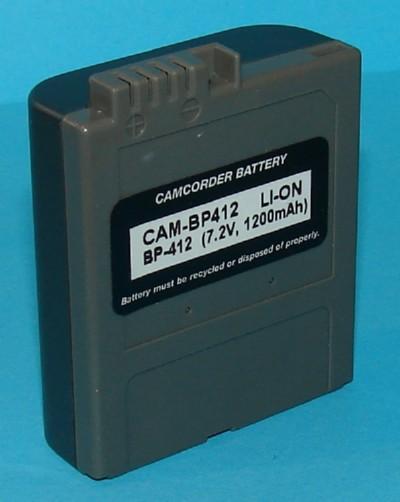 CAMCORDER BATTERY
CAM-BP412 LI-ON
BP-412 (7.2V, 1200mAh)
Battery must be recycled or disposed of properly.